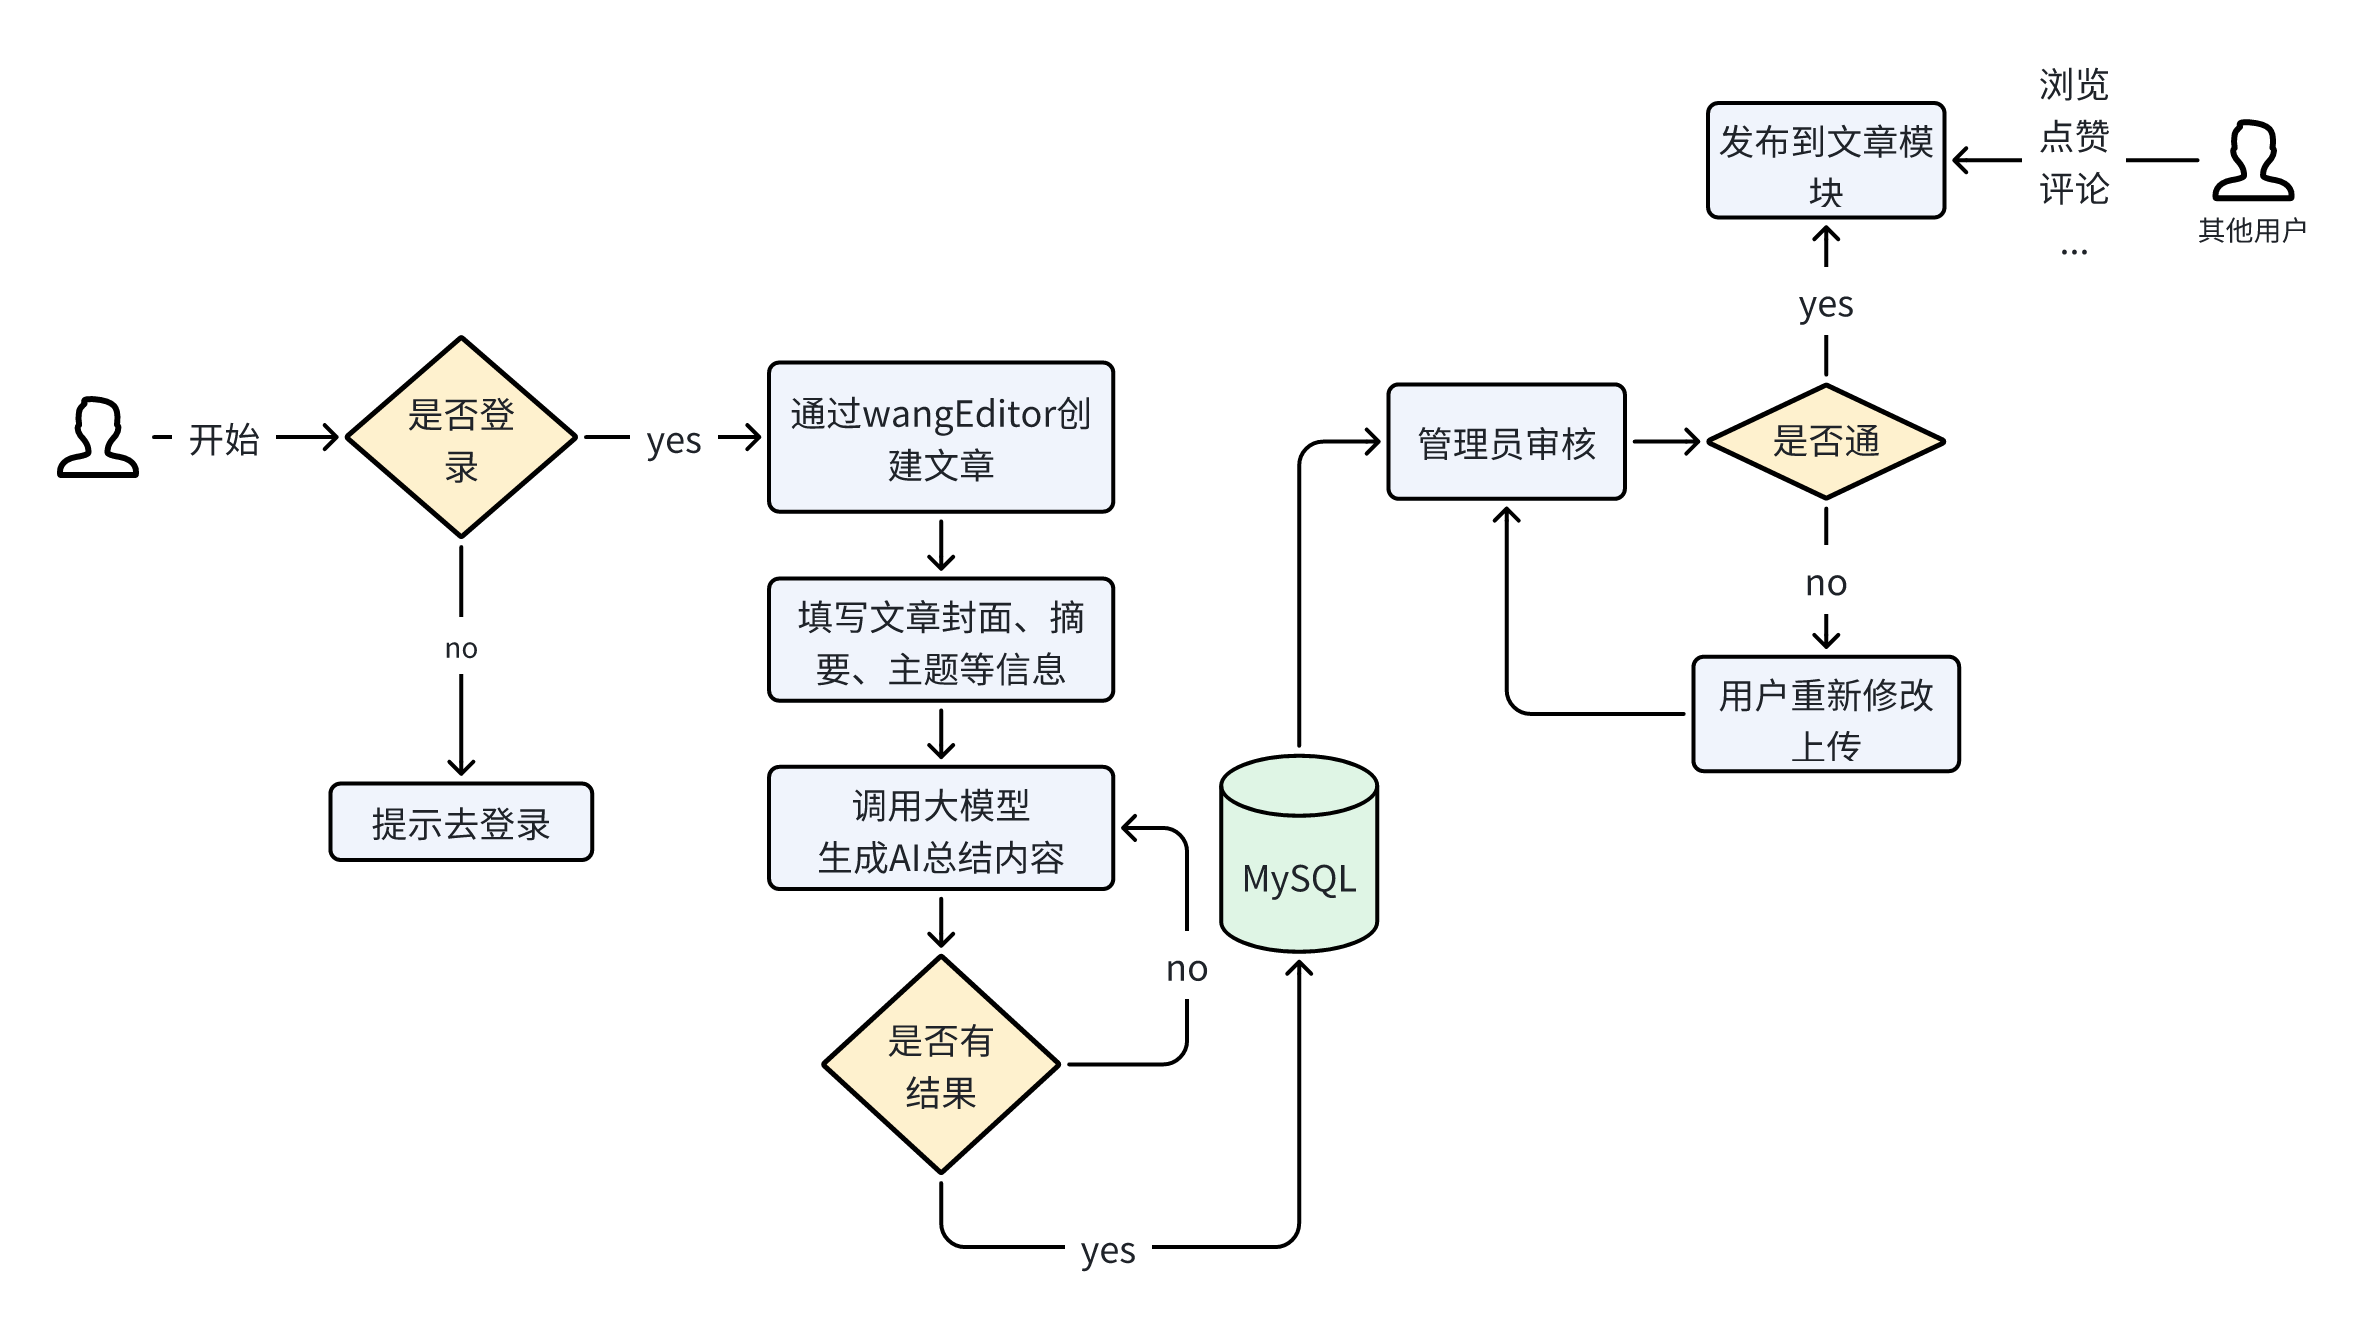 开始
是否登
录
yes
no
提示去登录
通过wangEditor创
建文章
填写文章封面、摘
要、主题等信息
调用大模型
生成AI总结内容
no
是否有
结果
yes
MySQL
管理员审核
是否通
yes
发布到文章模
块
浏览
点赞
评论
...
其他用户
no
用户重新修改
上传